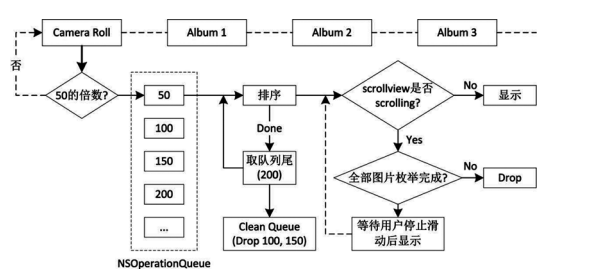 Camera Roll
Album 1
Album 2
Album 3
否
50的倍数?
50
100
150
200
...
NSOperationQueue
排序
Done
取队列尾
(200)
Clean Queue
(Drop 100, 150)
scrollview是否
scrolling?
No
显示
Yes
全部图片枚举完成?
No
Drop
等待用户停止滑
动后显示